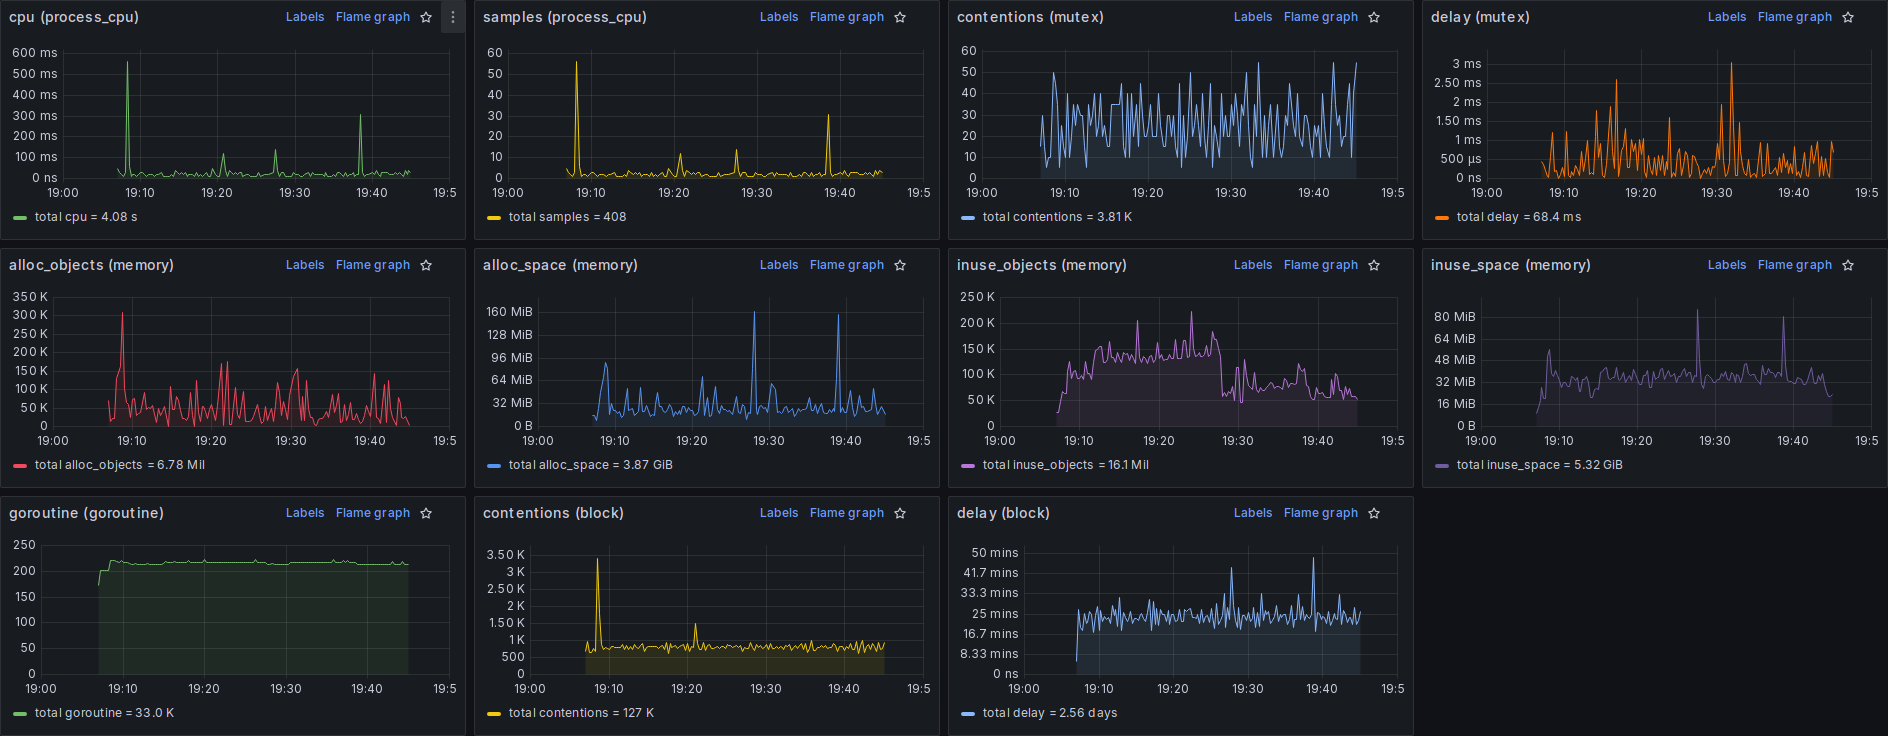 cpu (process_cpu) Labels Flame graph
600 ms
500 ms
400 ms
300 ms
200 ms
100 ms
0 ns
19:00 19:10 19:20 19:30 19:40 19:5
total cpu = 4.08 s
samples (process_cpu) Labels Flame graph
60
50
40
30
20
10
0
19:00 19:10 19:20 19:30 19:40 19:5
total samples = 408
contentions (mutex) Labels Flame graph
60
50
40
30
20
10
0
19:00 19:10 19:20 19:30 19:40 19:5
total contentions = 3.81 K
delay (mutex) Labels Flame graph
3 ms
2.50 ms
2 ms
1.50 ms
1 ms
500 µs
0 ns
19:00 19:10 19:20 19:30 19:40 19:5
total delay = 68.4 ms
alloc_objects (memory) Labels Flame graph
350 K
300 K
250 K
200 K
150 K
100 K
50 K
0
19:00 19:10 19:20 19:30 19:40 19:5
total alloc_objects = 6.78 Mil
alloc_space (memory) Labels Flame graph
160 MiB
128 MiB
96 MiB
64 MiB
32 MiB
0 B
19:00 19:10 19:20 19:30 19:40 19:5
total alloc_space = 3.87 GiB
inuse_objects (memory) Labels Flame graph
250 K
200 K
150 K
100 K
50 K
0
19:00 19:10 19:20 19:30 19:40 19:5
total inuse_objects = 16.1 Mil
inuse_space (memory) Labels Flame graph
80 MiB
64 MiB
48 MiB
32 MiB
16 MiB
0 B
19:00 19:10 19:20 19:30 19:40 19:5
total inuse_space = 5.32 GiB
goroutine (goroutine) Labels Flame graph
250
200
150
100
50
0
19:00 19:10 19:20 19:30 19:40 19:5
total goroutine = 33.0 K
contentions (block) Labels Flame graph
3.50 K
3 K
2.50 K
2 K
1.50 K
1 K
500
0
19:00 19:10 19:20 19:30 19:40 19:5
total contentions = 127 K
delay (block) Labels Flame graph
50 mins
41.7 mins
33.3 mins
25 mins
16.7 mins
8.33 mins
0 ns
19:00 19:10 19:20 19:30 19:40 19:5
total delay = 2.56 days